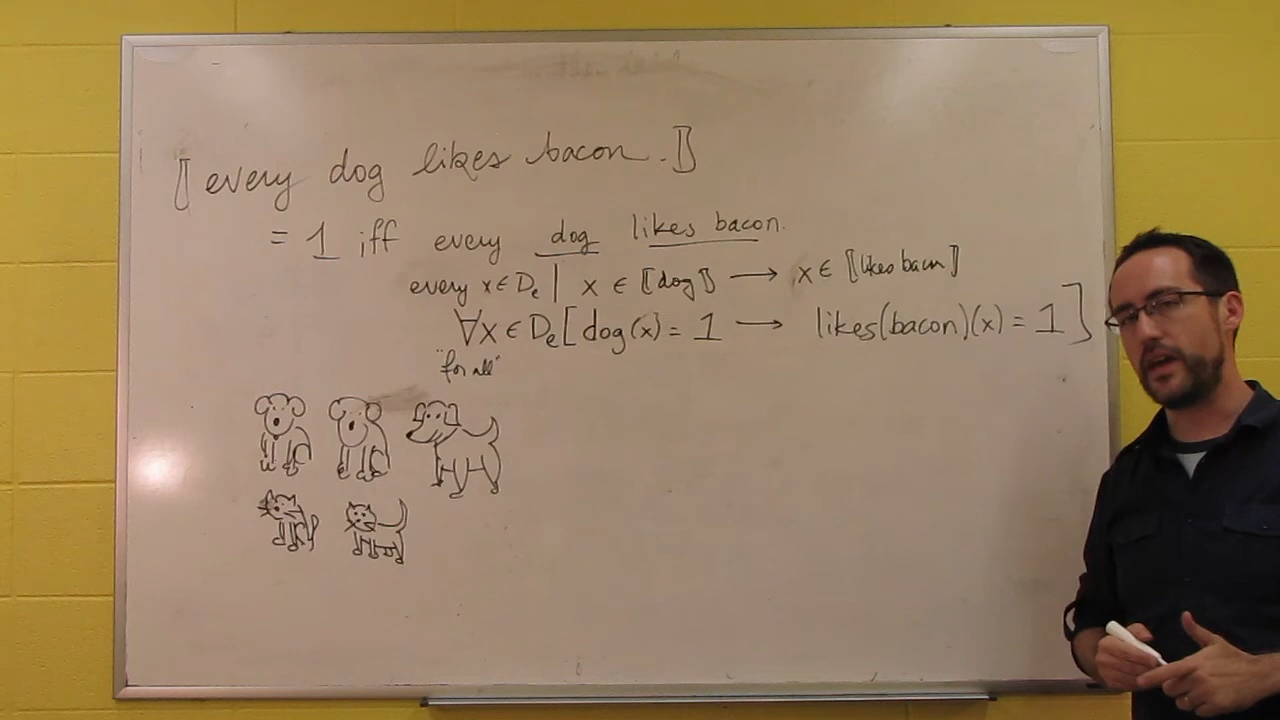 ⟦every dog likes bacon.⟧
= 1 iff every dog likes bacon.
every x ∈ Dₑ | x ∈ ⟦dog⟧ ⟶ x ∈ ⟦likes bacon⟧
∀x ∈ Dₑ[dog(x) = 1 ⟶ likes(bacon)(x) = 1]
"for all"